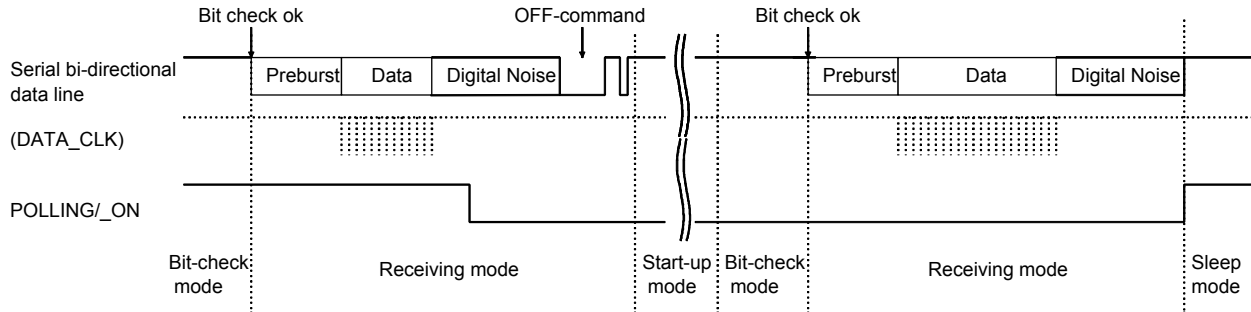 Bit check ok
OFF-command
Bit check ok
Serial bi-directional
data line
Preburst
Data
Digital Noise
Preburst
Data
Digital Noise
(DATA_CLK)
POLLING/_ON
Bit-check
mode
Receiving mode
Start-up
mode
Bit-check
mode
Receiving mode
Sleep
mode